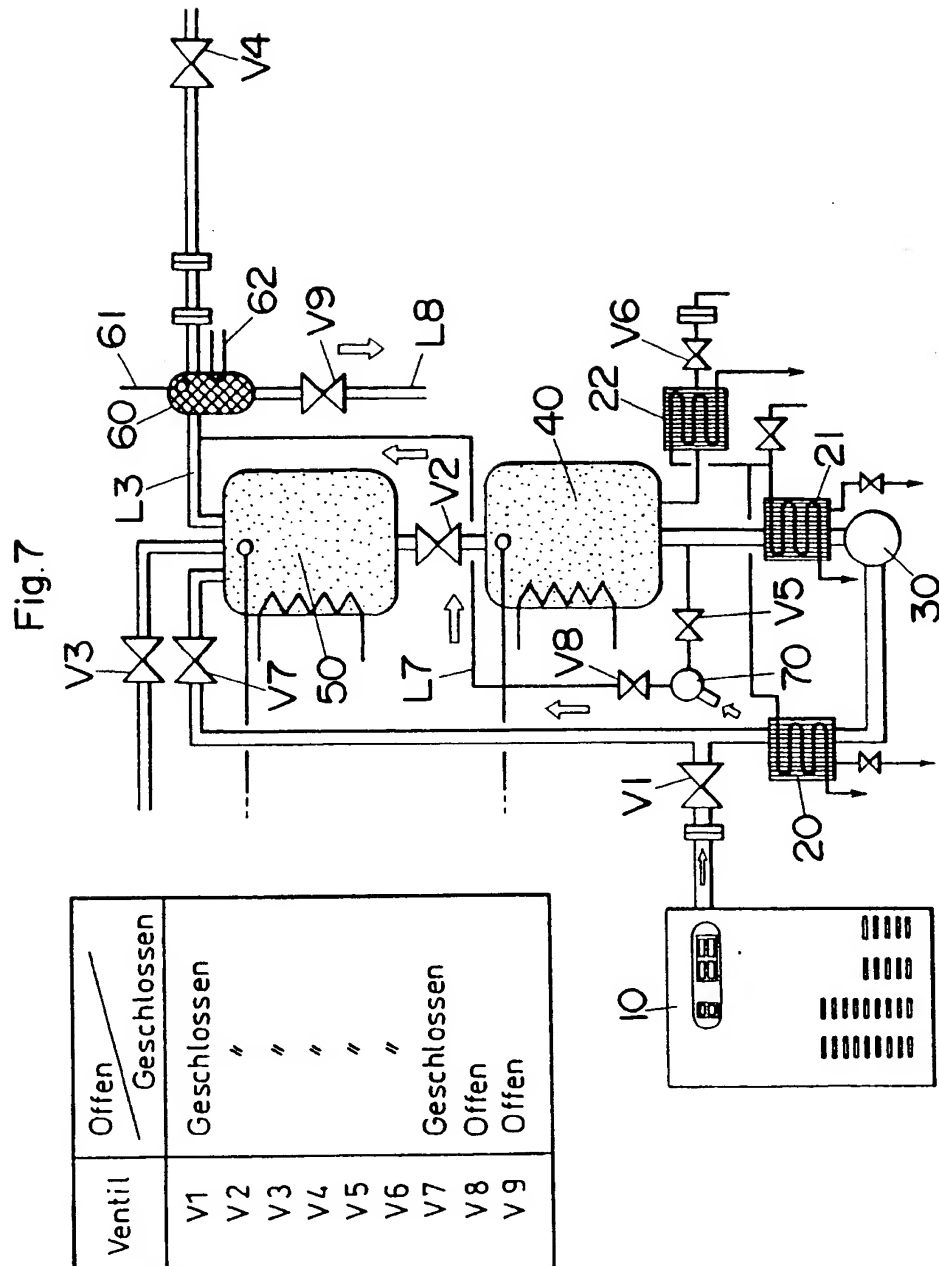 Fig.7
Ventil Offen / Geschlossen
V1 Geschlossen
V2 〃
V3 〃
V4 〃
V5 〃
V6 〃
V7 Geschlossen
V8 Offen
V9 Offen
V4
61
60
62
V9
L8
L3
V3
V7
50
V2
L7
40
22
V6
V8
V5
70
21
30
V1
20
10